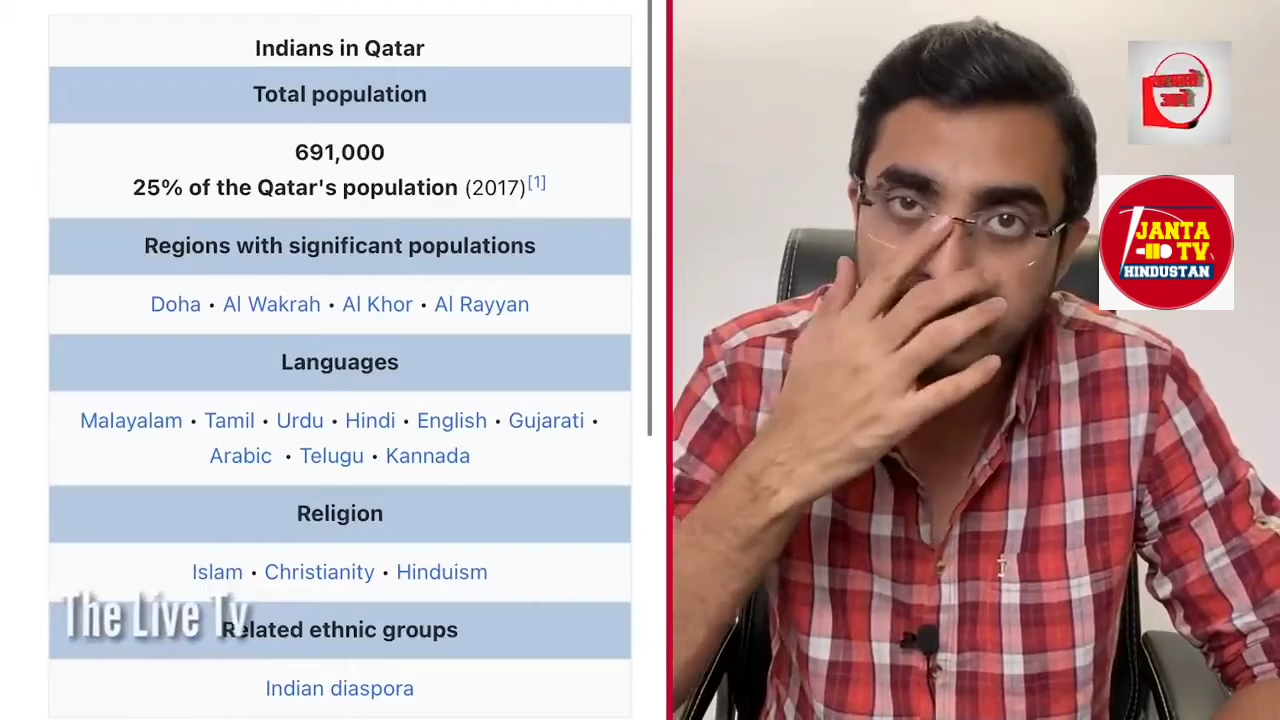 Indians in Qatar
Total population
691,000
25% of the Qatar's population (2017)[1]
Regions with significant populations
Doha • Al Wakrah • Al Khor • Al Rayyan
Languages
Malayalam • Tamil • Urdu • Hindi • English • Gujarati •
Arabic • Telugu • Kannada
Religion
Islam • Christianity • Hinduism
The Live Tv
Related ethnic groups
Indian diaspora
JANTA
TV
HINDUSTAN